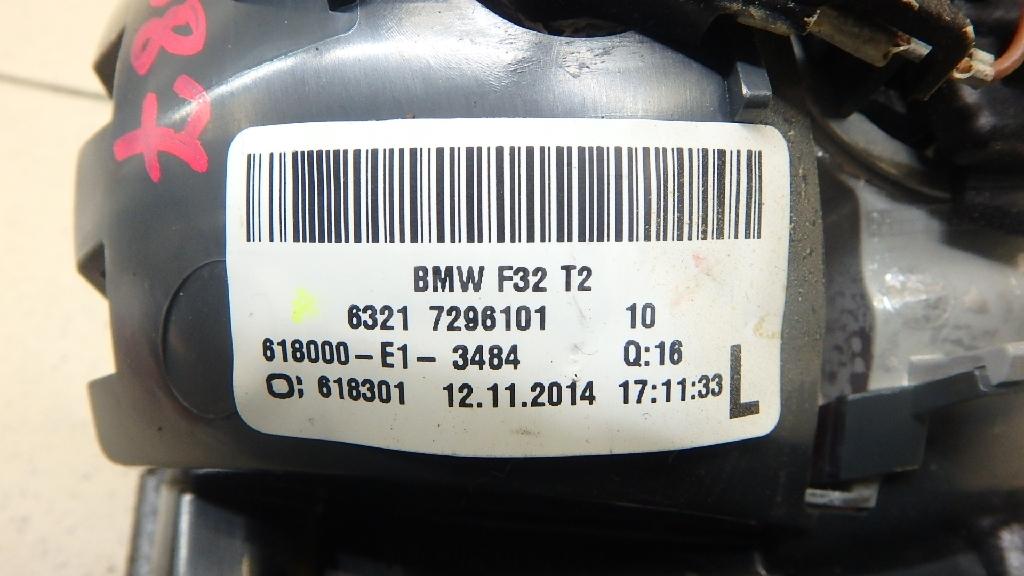 BMW F32 T2
6321 7296101 10
618000-E1-3484 Q:16
618301 12.11.2014 17:11:33 L